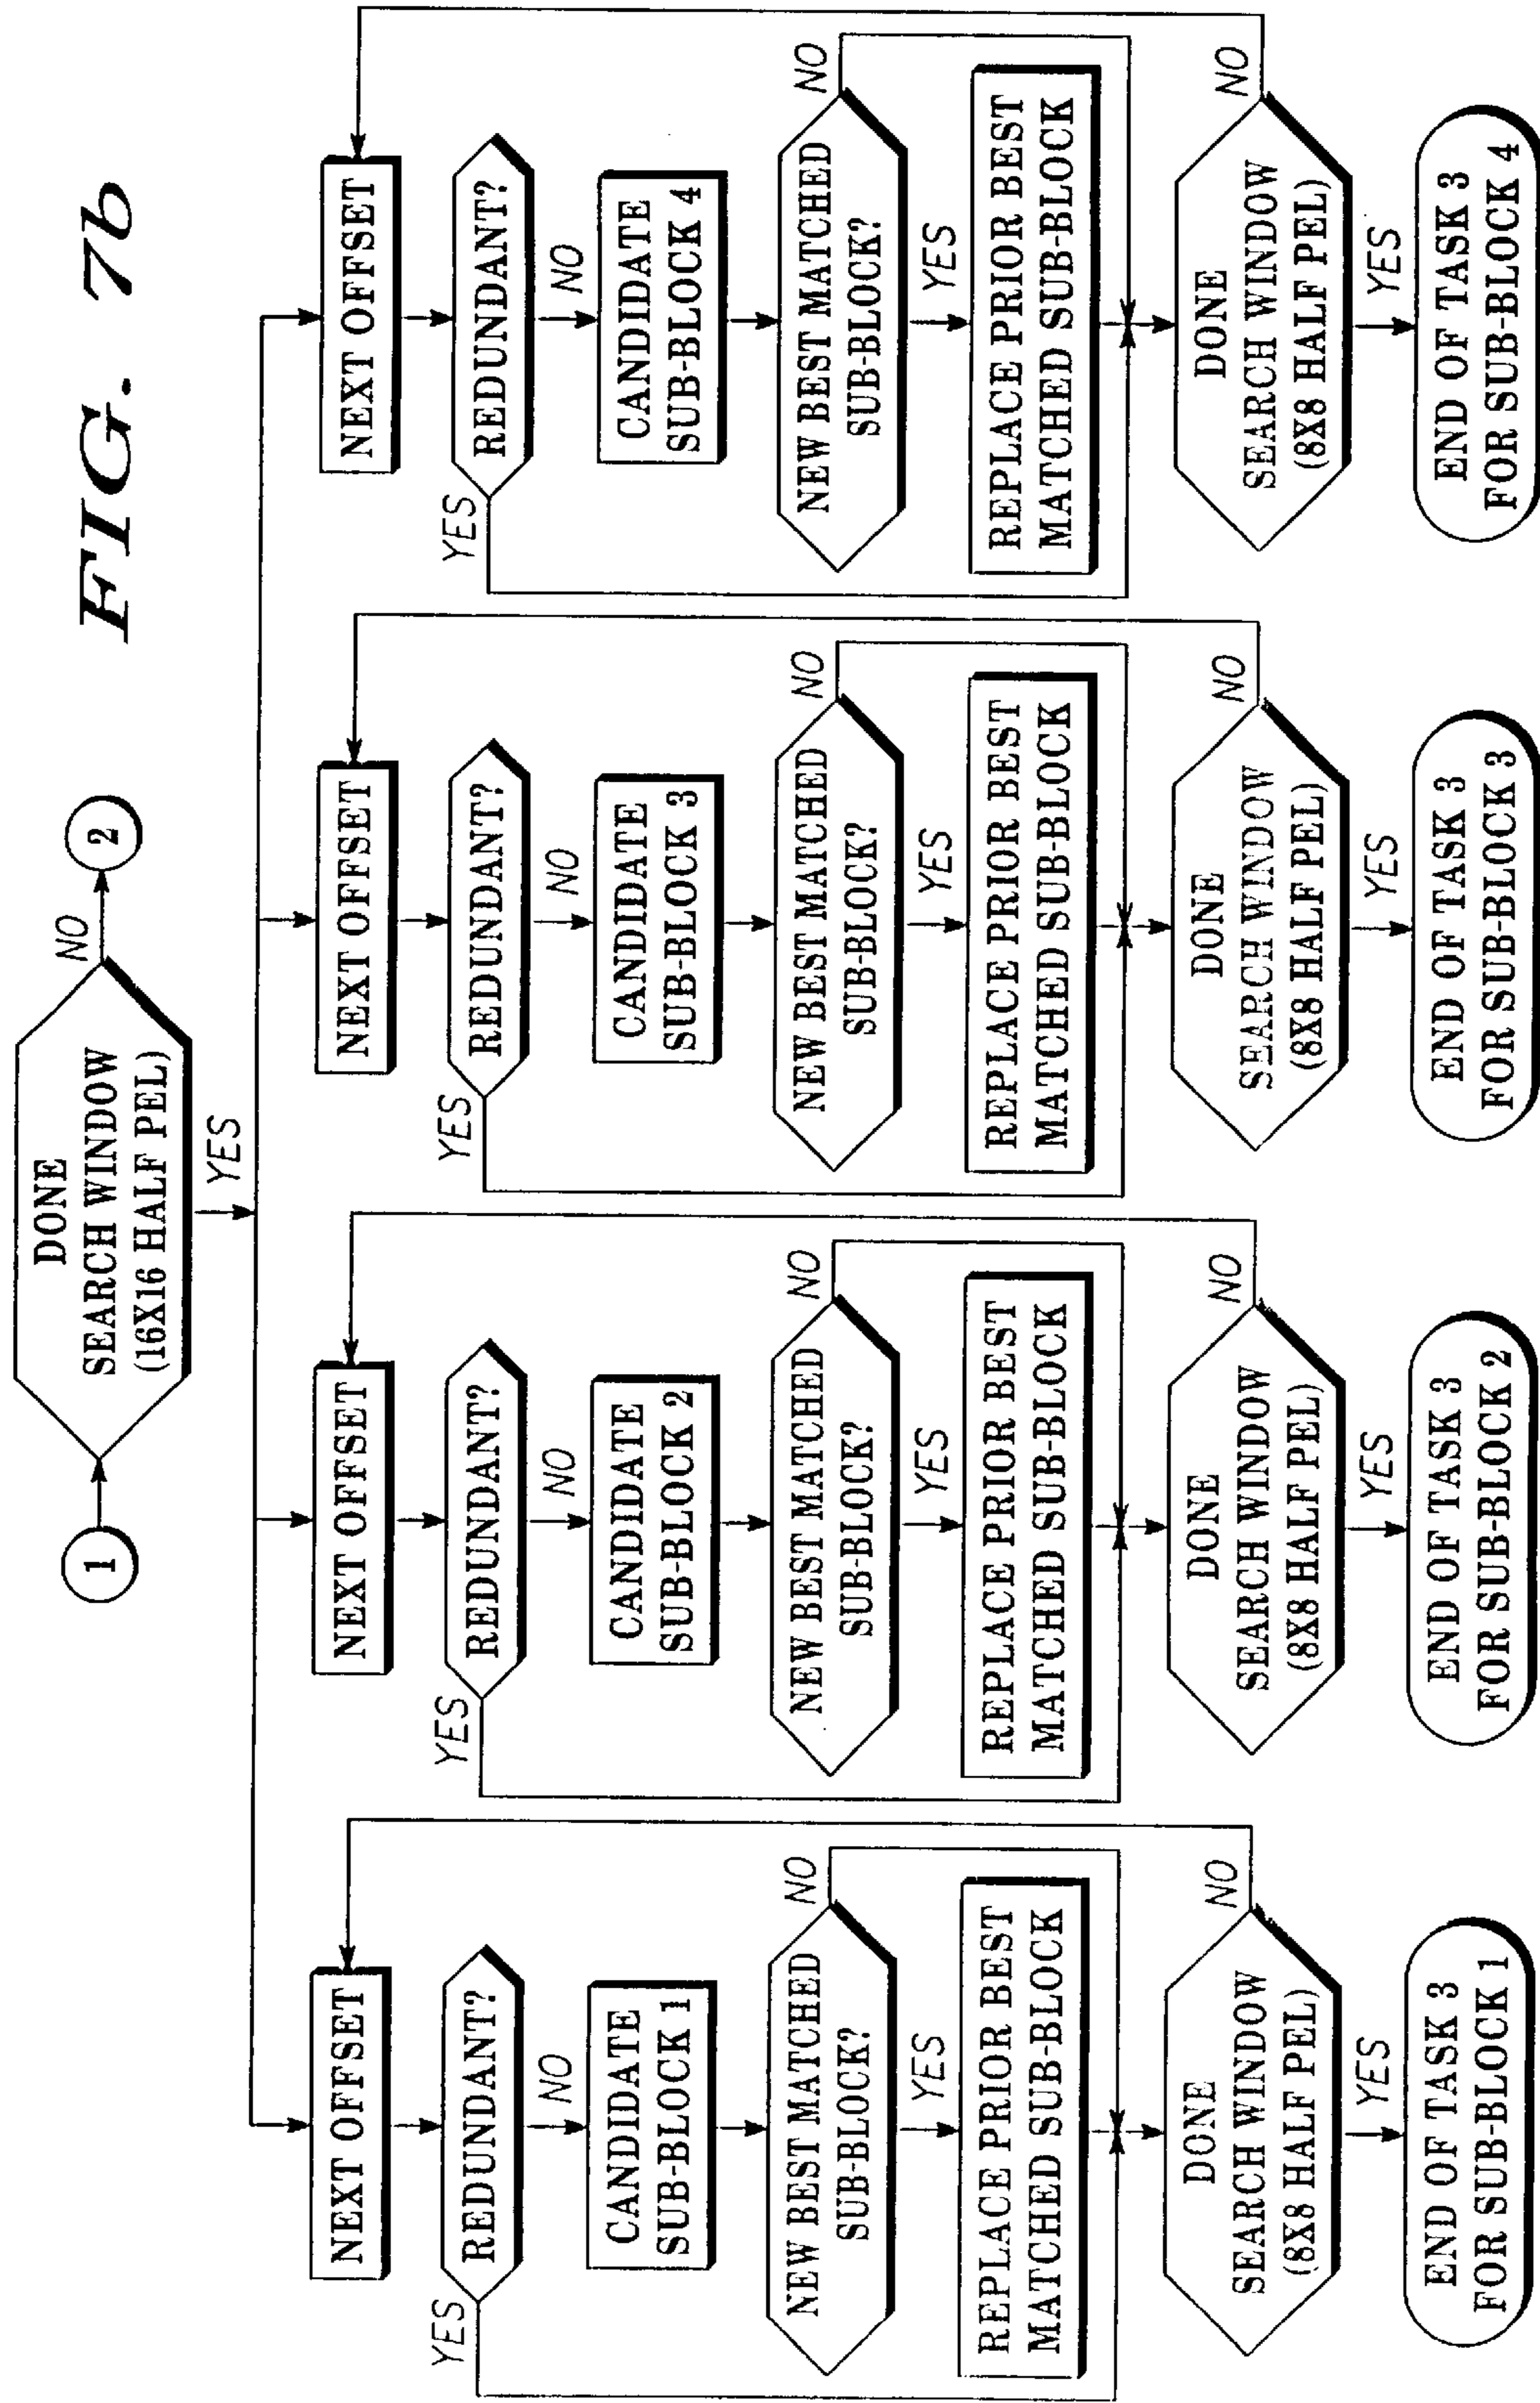 FIG. 7b
1
DONE
SEARCH WINDOW
(16X16 HALF PEL)
NO
2
YES
NEXT OFFSET
REDUNDANT?
YES
NO
CANDIDATE
SUB-BLOCK 1
NEW BEST MATCHED
SUB-BLOCK?
NO
YES
REPLACE PRIOR BEST
MATCHED SUB-BLOCK
DONE
SEARCH WINDOW
(8X8 HALF PEL)
NO
YES
END OF TASK 3
FOR SUB-BLOCK 1
NEXT OFFSET
REDUNDANT?
YES
NO
CANDIDATE
SUB-BLOCK 2
NEW BEST MATCHED
SUB-BLOCK?
NO
YES
REPLACE PRIOR BEST
MATCHED SUB-BLOCK
DONE
SEARCH WINDOW
(8X8 HALF PEL)
NO
YES
END OF TASK 3
FOR SUB-BLOCK 2
NEXT OFFSET
REDUNDANT?
YES
NO
CANDIDATE
SUB-BLOCK 3
NEW BEST MATCHED
SUB-BLOCK?
NO
YES
REPLACE PRIOR BEST
MATCHED SUB-BLOCK
DONE
SEARCH WINDOW
(8X8 HALF PEL)
NO
YES
END OF TASK 3
FOR SUB-BLOCK 3
NEXT OFFSET
REDUNDANT?
YES
NO
CANDIDATE
SUB-BLOCK 4
NEW BEST MATCHED
SUB-BLOCK?
NO
YES
REPLACE PRIOR BEST
MATCHED SUB-BLOCK
DONE
SEARCH WINDOW
(8X8 HALF PEL)
NO
YES
END OF TASK 3
FOR SUB-BLOCK 4